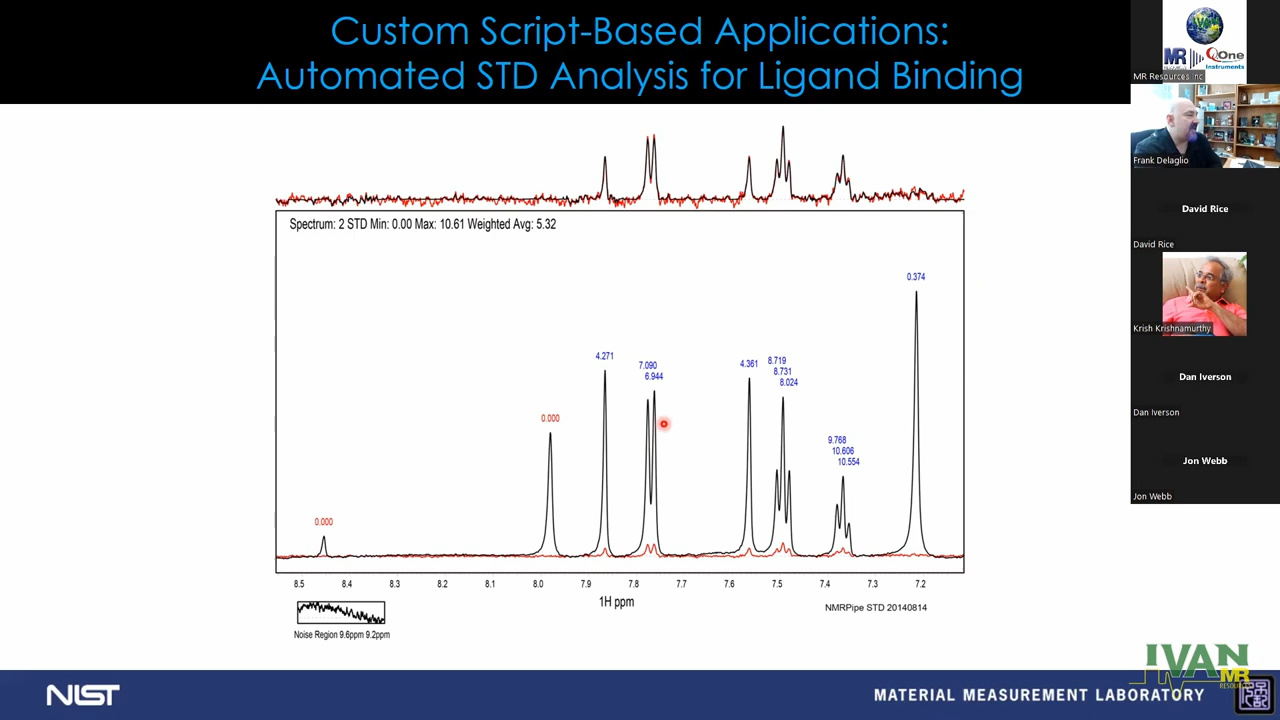 Custom Script-Based Applications:
Automated STD Analysis for Ligand Binding
Spectrum: 2 STD Min: 0.00 Max: 10.61 Weighted Avg: 5.32
0.374
4.271
7.090
6.944
4.361
8.719
8.731
8.024
0.000
9.768
10.606
10.554
0.000
8.5 8.4 8.3 8.2 8.1 8.0 7.9 7.8 7.7 7.6 7.5 7.4 7.3 7.2
1H ppm
NMRPipe STD 20140814
Noise Region 9.6ppm 9.2ppm
NIST
MATERIAL MEASUREMENT LABORATORY
IVAN
MR
MR
QOne
Instruments
MR Resources Inc
Frank Delaglio
David Rice
David Rice
Krish Krishnamurthy
Dan Iverson
Dan Iverson
Jon Webb
Jon Webb